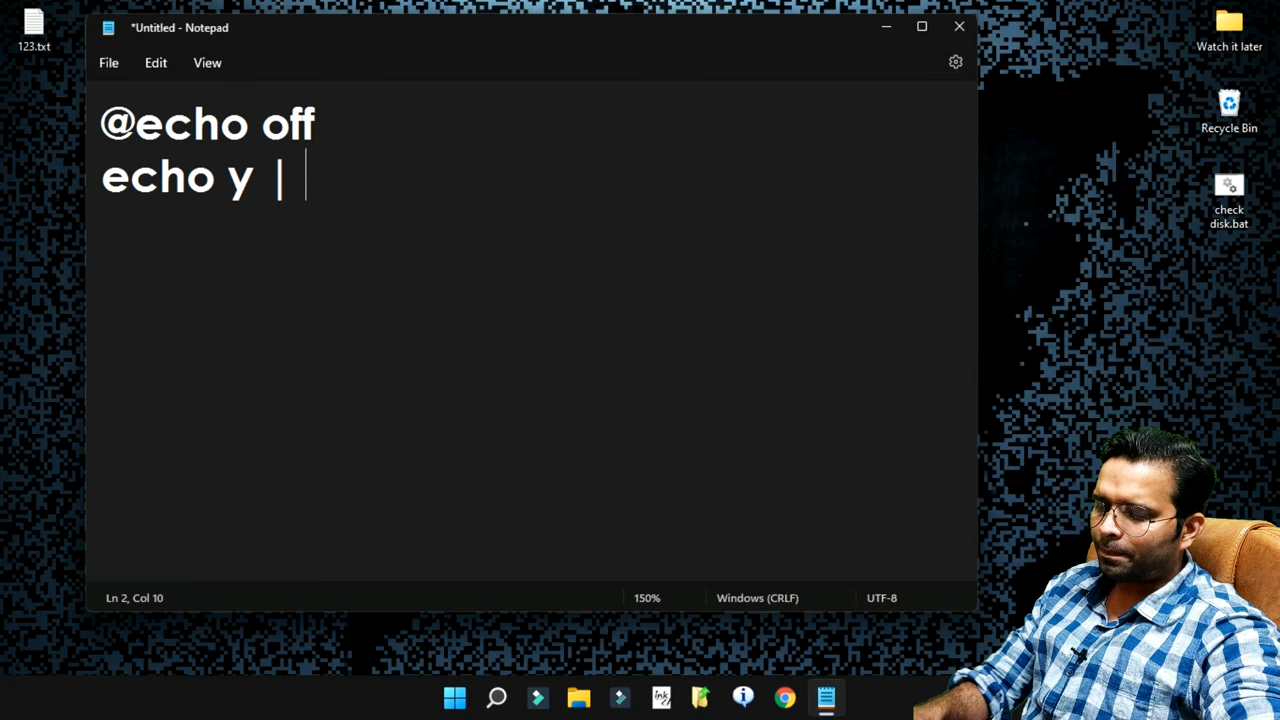 123.txt
*Untitled - Notepad
File Edit View
@echo off
echo y |
Ln 2, Col 10
150%
Windows (CRLF)
UTF-8
Watch it later
Recycle Bin
check
disk.bat
ink